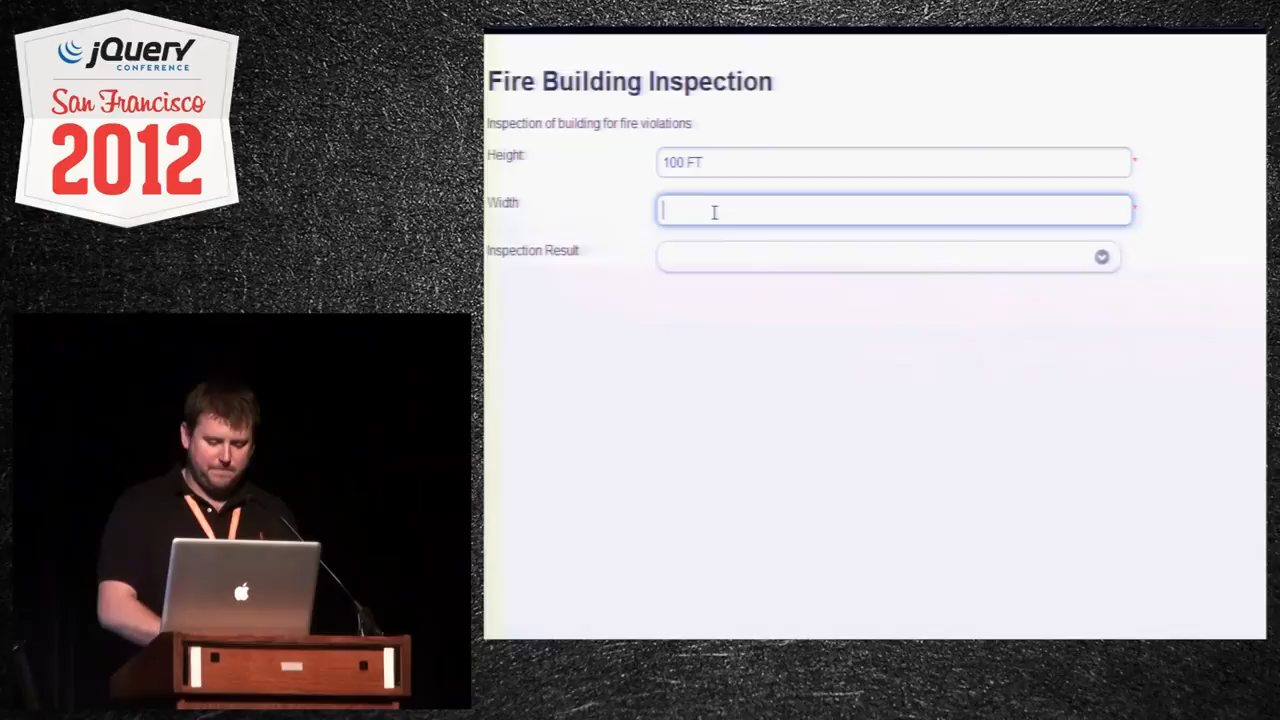 jQuery
CONFERENCE
San Francisco
2012
Fire Building Inspection
Inspection of building for fire violations
Height:
100 FT
*
Width
*
Inspection Result